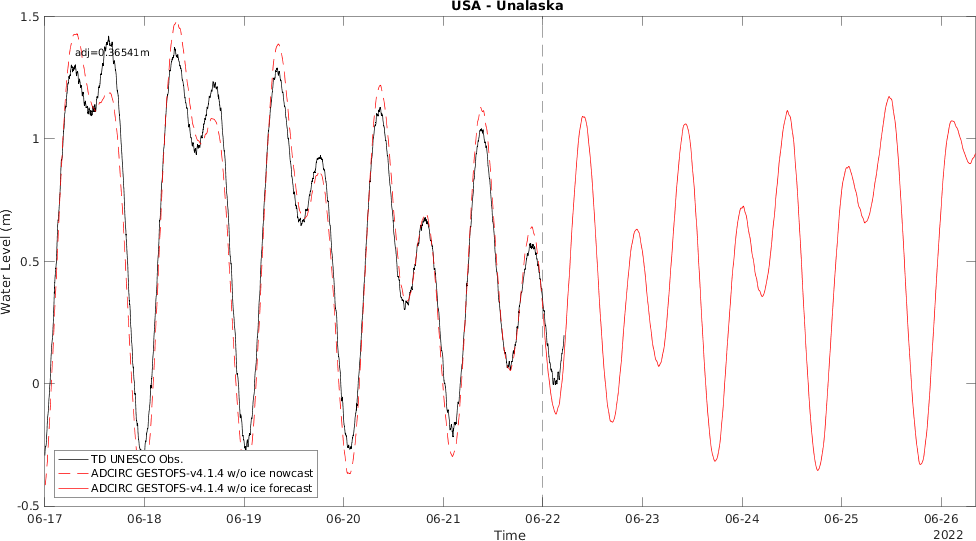 USA - Unalaska
1.5
adj=0.36541m
1
0.5
0
-0.5
Water Level (m)
TD UNESCO Obs.
ADCIRC GESTOFS-v4.1.4 w/o ice nowcast
ADCIRC GESTOFS-v4.1.4 w/o ice forecast
06-17 06-18 06-19 06-20 06-21 06-22 06-23 06-24 06-25 06-26
Time
2022